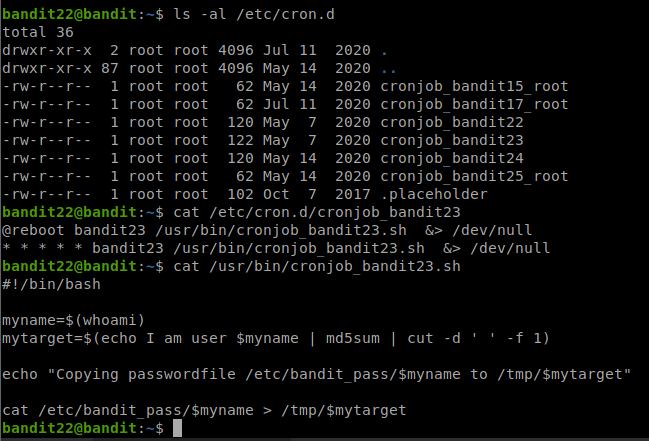 bandit22@bandit:~$ ls -al /etc/cron.d
total 36
drwxr-xr-x  2 root root 4096 Jul 11  2020 .
drwxr-xr-x 87 root root 4096 May 14  2020 ..
-rw-r--r--  1 root root   62 May 14  2020 cronjob_bandit15_root
-rw-r--r--  1 root root   62 Jul 11  2020 cronjob_bandit17_root
-rw-r--r--  1 root root  120 May  7  2020 cronjob_bandit22
-rw-r--r--  1 root root  122 May  7  2020 cronjob_bandit23
-rw-r--r--  1 root root  120 May 14  2020 cronjob_bandit24
-rw-r--r--  1 root root   62 May 14  2020 cronjob_bandit25_root
-rw-r--r--  1 root root  102 Oct  7  2017 .placeholder
bandit22@bandit:~$ cat /etc/cron.d/cronjob_bandit23
@reboot bandit23 /usr/bin/cronjob_bandit23.sh  &> /dev/null
* * * * * bandit23 /usr/bin/cronjob_bandit23.sh  &> /dev/null
bandit22@bandit:~$ cat /usr/bin/cronjob_bandit23.sh
#!/bin/bash

myname=$(whoami)
mytarget=$(echo I am user $myname | md5sum | cut -d ' ' -f 1)

echo "Copying passwordfile /etc/bandit_pass/$myname to /tmp/$mytarget"

cat /etc/bandit_pass/$myname > /tmp/$mytarget
bandit22@bandit:~$